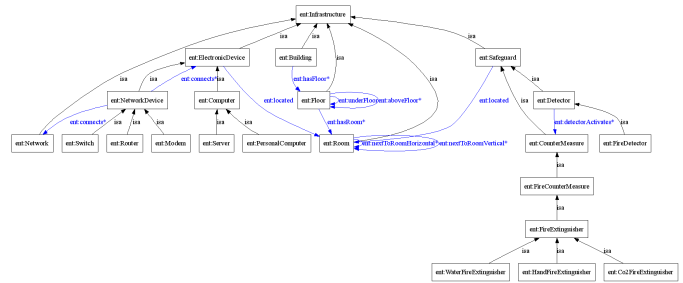 ent:Infrastructure
isa
isa
isa
isa
ent:ElectronicDevice
ent:Building
ent:Safeguard
isa
isa
isa
isa
ent:connects*
isa
ent:hasFloor*
isa
isa
ent:NetworkDevice
ent:Computer
ent:located
ent:Floor
ent:underFloor
ent:aboveFloor*
ent:located
ent:Detector
ent:connects*
isa
isa
isa
isa
isa
ent:hasRoom*
ent:detectorActivates*
isa
ent:Network
ent:Switch
ent:Router
ent:Modem
ent:Server
ent:PersonalComputer
ent:Room
ent:nextToRoomHorizontal*
ent:nextToRoomVertical*
ent:CounterMeasure
ent:FireDetector
isa
ent:FireCounterMeasure
isa
ent:FireExtinguisher
isa
isa
isa
ent:WaterFireExtinguisher
ent:HandFireExtinguisher
ent:Co2FireExtinguisher